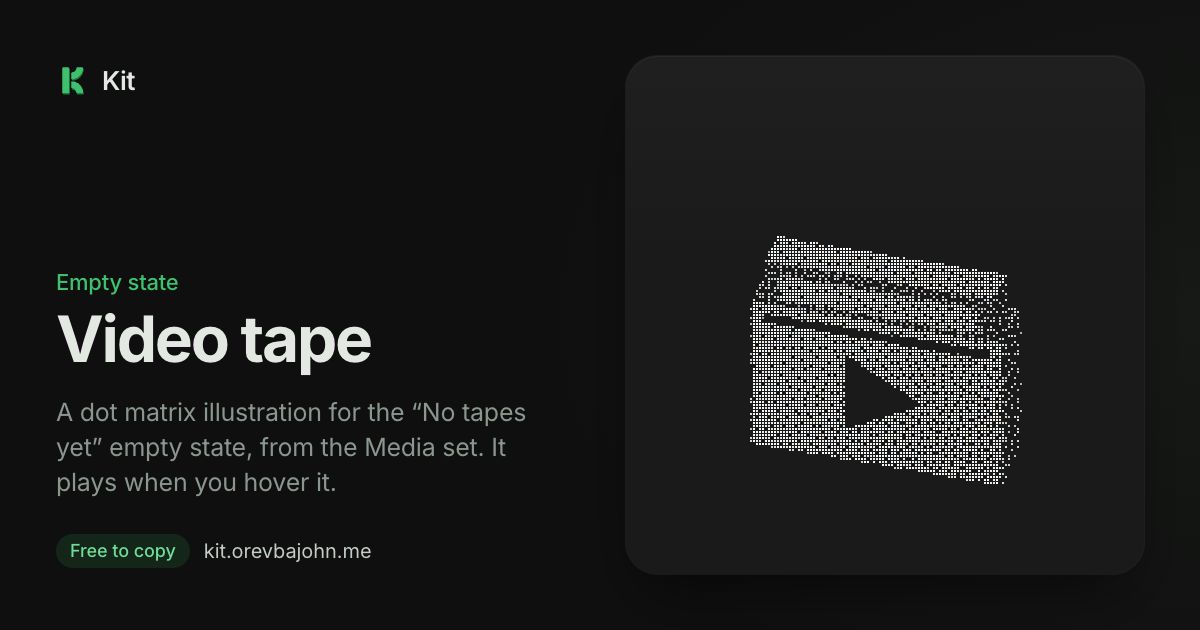 Kit
Empty state
Video tape
A dot matrix illustration for the “No tapes
yet” empty state, from the Media set. It
plays when you hover it.
Free to copy
kit.orevbajohn.me